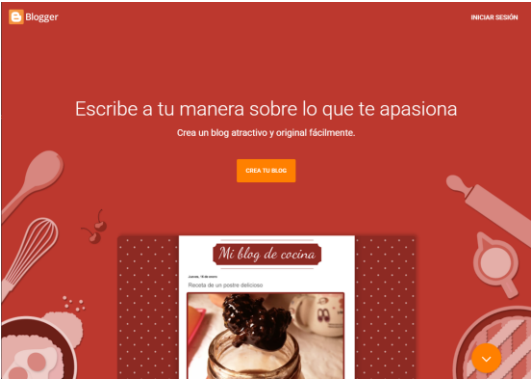 Blogger
INICIAR SESIÓN
Escribe a tu manera sobre lo que te apasiona
Crea un blog atractivo y original fácilmente.
CREA TU BLOG
Mi blog de cocina
Receta de un postre delicioso